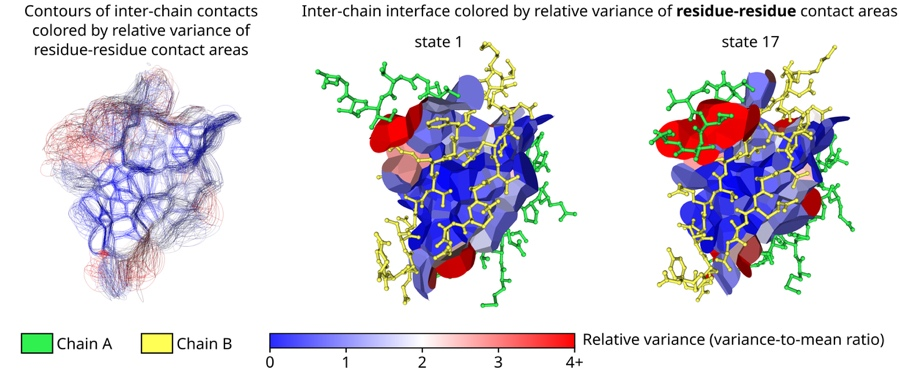 Contours of inter-chain contacts
colored by relative variance of
residue-residue contact areas
Inter-chain interface colored by relative variance of residue-residue contact areas
state 1
state 17
Chain A
Chain B
0 1 2 3 4+
Relative variance (variance-to-mean ratio)